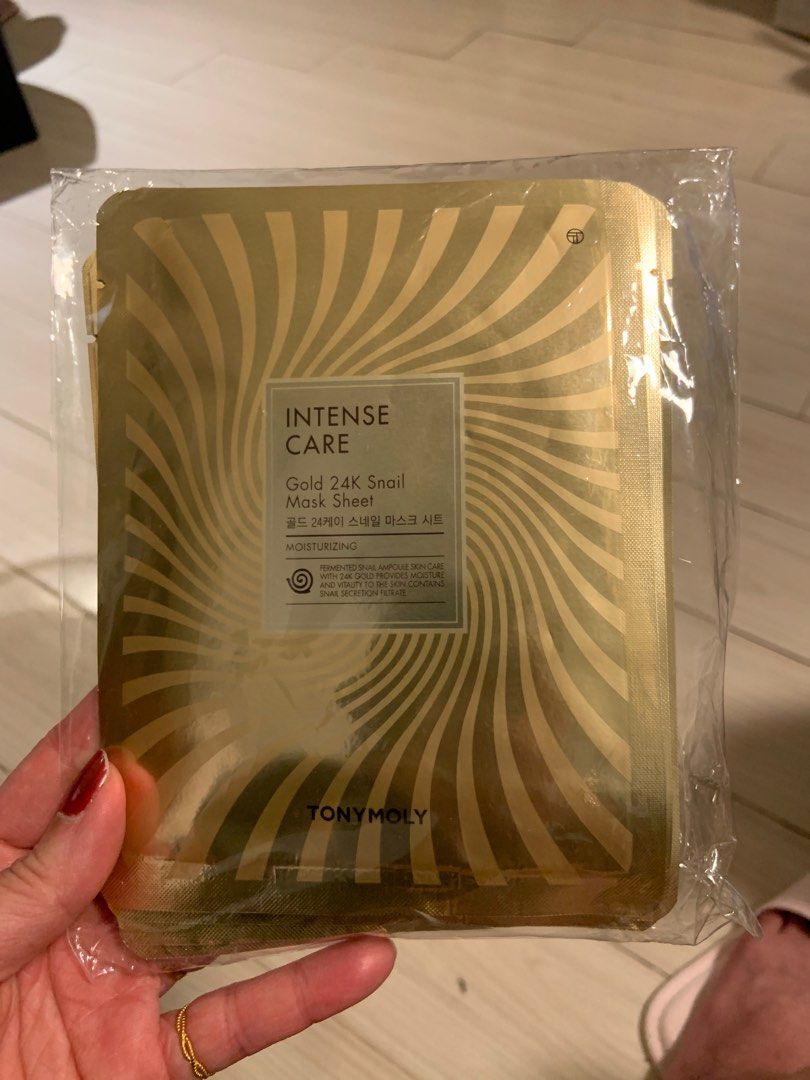 INTENSE
CARE
Gold 24K Snail
Mask Sheet
골드 24케이 스네일 마스크 시트
MOISTURIZING
FERMENTED SNAIL AMPOULE SKIN CARE
WITH 24K GOLD PROVIDES MOISTURE
AND VITALITY TO THE SKIN. CONTAINS
SNAIL SECRETION FILTRATE.
TONYMOLY